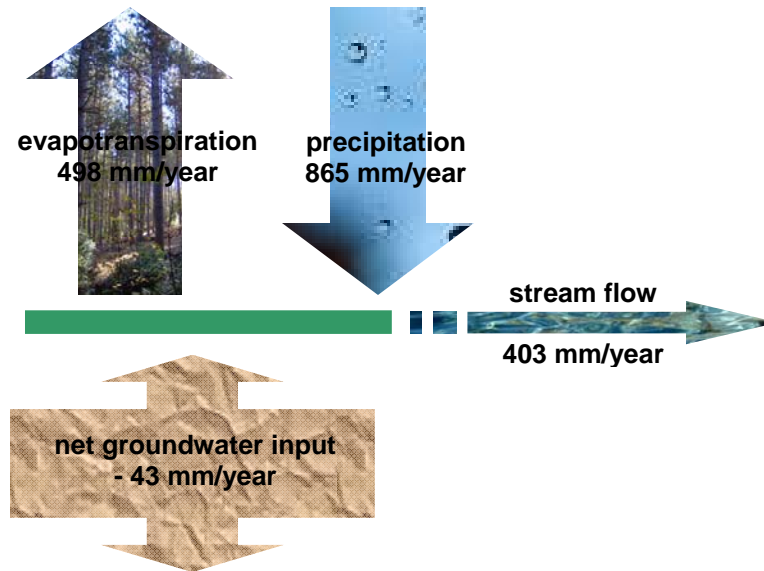 evapotranspiration
498 mm/year
precipitation
865 mm/year
stream flow
403 mm/year
net groundwater input
- 43 mm/year